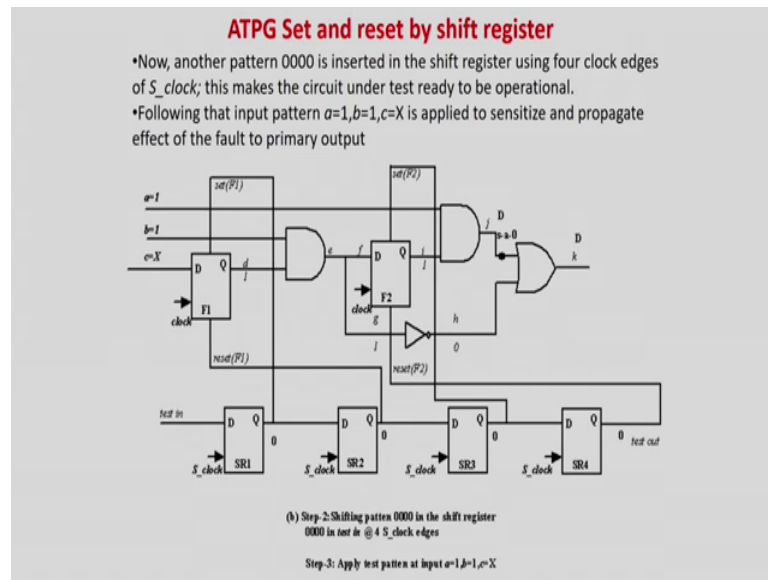 ATPG Set and reset by shift register
•Now, another pattern 0000 is inserted in the shift register using four clock edges
of S_clock; this makes the circuit under test ready to be operational.
•Following that input pattern a=1,b=1,c=X is applied to sensitize and propagate
effect of the fault to primary output
set(F1)
set(F2)
a=1
b=1
c=X
D Q
d
1
F1
clock
e
f
D Q
i
1
F2
clock
g
1
h
0
j
D
s-a-0
D
k
reset(F1)
reset(F2)
test in
D Q
0
SR1
S_clock
D Q
0
SR2
S_clock
D Q
0
SR3
S_clock
D Q
0
SR4
S_clock
test out
(b) Step-2:Shifting patten 0000 in the shift register
0000 in test in @ 4 S_clock edges
Step-3: Apply test patten at input a=1,b=1,c=X